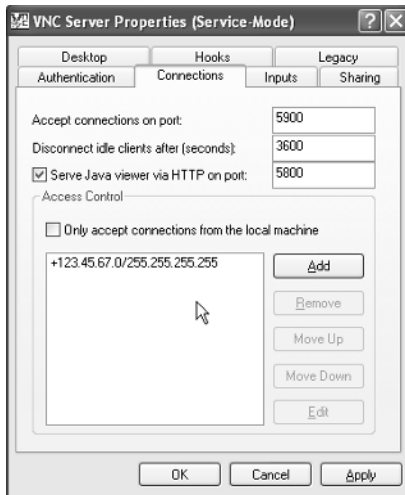 VNC Server Properties (Service-Mode)
Desktop Hooks Legacy
Authentication Connections Inputs Sharing
Accept connections on port: 5900
Disconnect idle clients after (seconds): 3600
Serve Java viewer via HTTP on port: 5800
Access Control
Only accept connections from the local machine
+123.45.67.0/255.255.255.255
Add
Remove
Move Up
Move Down
Edit
OK Cancel Apply